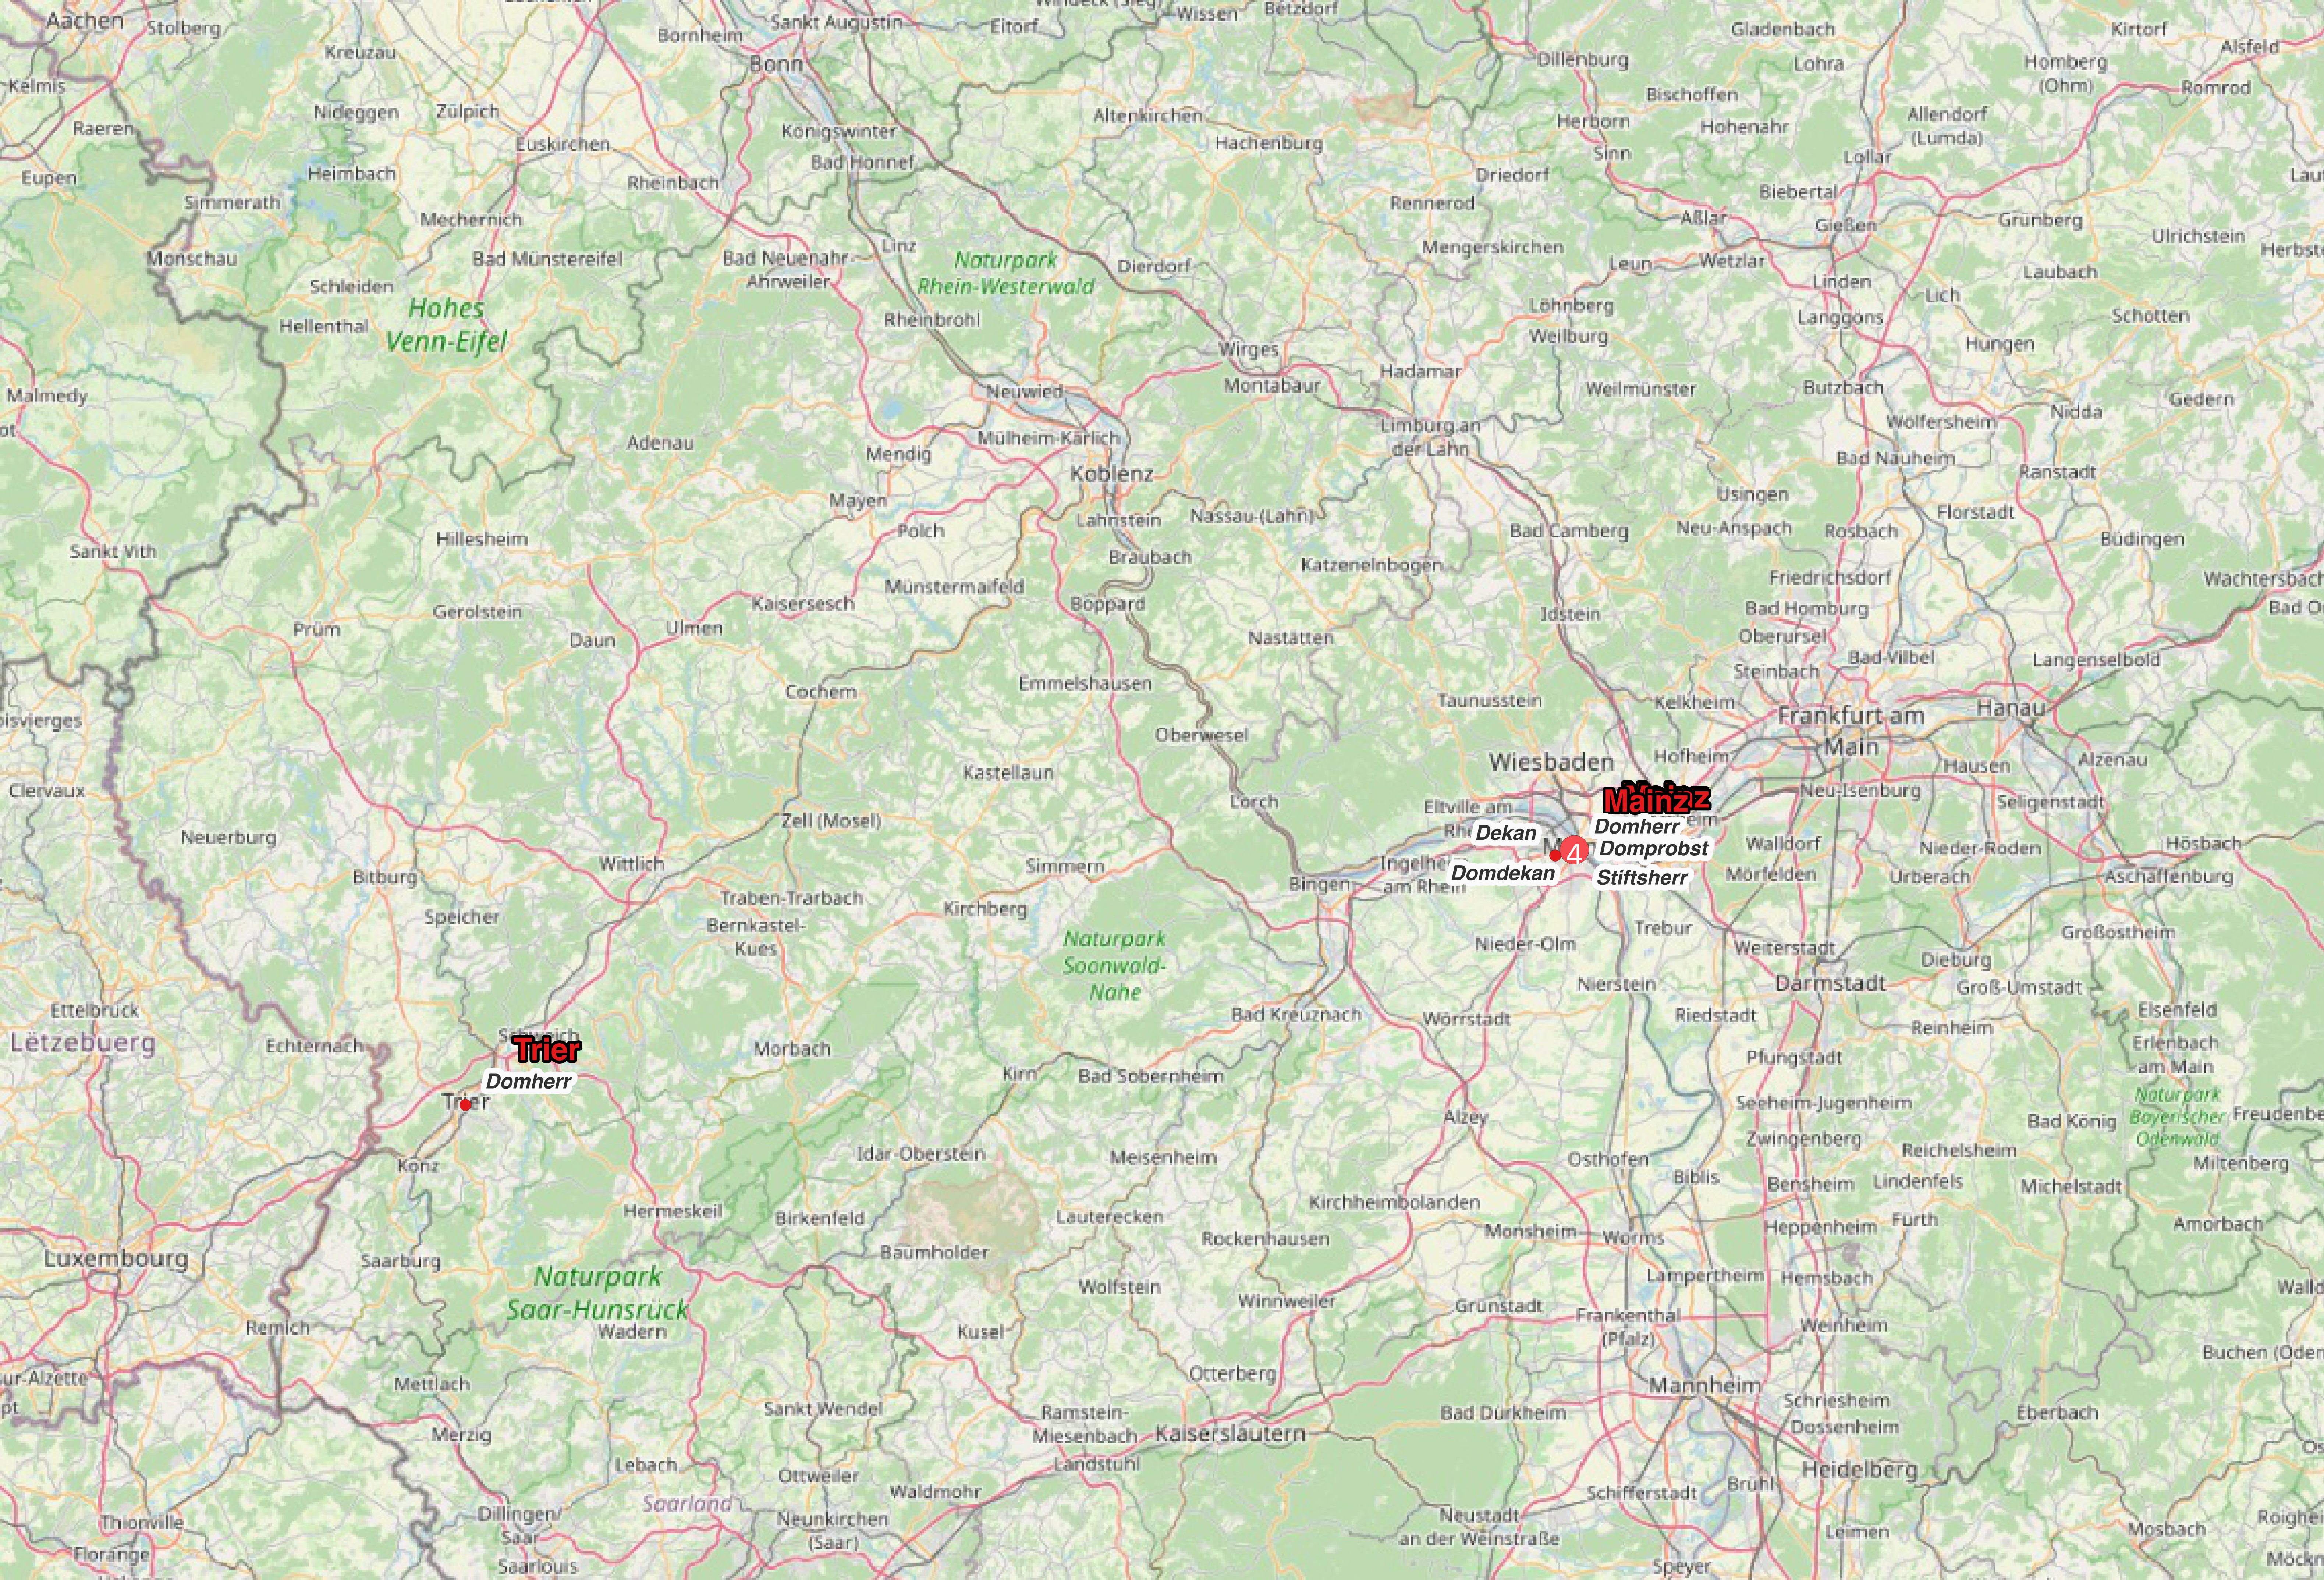 Aachen
Stolberg
Kreuzau
Bornheim
Sankt Augustin
Eitorf
Wissen
Betzdorf
Gladenbach
Kirtorf
Alsfeld
Kelmis
Bonn
Dillenburg
Lohra
Homberg
(Ohm)
Romrod
Nideggen
Zülpich
Altenkirchen
Bischoffen
Raeren
Königswinter
Herborn
Hohenahr
Allendorf
(Lumda)
Euskirchen
Hachenburg
Bad Honnef
Sinn
Lollar
Eupen
Heimbach
Rheinbach
Driedorf
Biebertal
Simmerath
Rennerod
Mechernich
Aßlar
Gießen
Grünberg
Ulrichstein
Linz
Mengerskirchen
Monschau
Bad Münstereifel
Bad Neuenahr-
Ahrweiler
Naturpark
Rhein-Westerwald
Dierdorf
Leun
Wetzlar
Laubach
Schleiden
Linden
Lich
Hohes
Venn-Eifel
Löhnberg
Hellenthal
Rheinbrohl
Langgöns
Schotten
Weilburg
Wirges
Hungen
Malmedy
Neuwied
Montabaur
Hadamar
Weilmünster
Butzbach
Nidda
Gedern
Limburg an
der Lahn
Wölfersheim
Adenau
Mülheim-Kärlich
Mendig
Koblenz
Bad Nauheim
Ranstadt
Mayen
Usingen
Polch
Lahnstein
Nassau (Lahn)
Bad Camberg
Neu-Anspach
Rosbach
Florstadt
Sankt Vith
Hillesheim
Braubach
Büdingen
Katzenelnbogen
Münstermaifeld
Friedrichsdorf
Gerolstein
Kaisersesch
Boppard
Idstein
Bad Homburg
Prüm
Daun
Ulmen
Nastätten
Oberursel
Bad Vilbel
Langenselbold
Steinbach
Cochem
Emmelshausen
Taunusstein
Kelkheim
Frankfurt am
Main
Hanau
Oberwesel
Wiesbaden
Hofheim
Hausen
Alzenau
Kastellaun
Clervaux
Lorch
Eltville am
Mainz
Neu-Isenburg
Seligenstadt
Zell (Mosel)
Neuerburg
Dekan
Domherr
4
Domprobst
Domdekan
Stiftsherr
Walldorf
Nieder-Roden
Hösbach
Wittlich
Simmern
Bitburg
Bingen
Ingelheim
am Rhein
Mörfelden
Urberach
Aschaffenburg
Traben-Trarbach
Speicher
Bernkastel-
Kues
Kirchberg
Trebur
Nieder-Olm
Weiterstadt
Großostheim
Naturpark
Soonwald-
Nahe
Dieburg
Nierstein
Darmstadt
Groß-Umstadt
Ettelbruck
Bad Kreuznach
Wörrstadt
Riedstadt
Elsenfeld
Reinheim
Lëtzebuerg
Echternach
Schweich
Trier
Domherr
Trier
Morbach
Pfungstadt
Erlenbach
am Main
Kirn
Bad Sobernheim
Seeheim-Jugenheim
Naturpark
Bayerischer
Odenwald
Alzey
Bad König
Zwingenberg
Konz
Idar-Oberstein
Meisenheim
Osthofen
Reichelsheim
Miltenberg
Biblis
Bensheim
Lindenfels
Michelstadt
Hermeskeil
Birkenfeld
Lauterecken
Kirchheimbolanden
Luxembourg
Saarburg
Baumholder
Rockenhausen
Monsheim
Worms
Heppenheim
Fürth
Amorbach
Naturpark
Saar-Hunsrück
Wolfstein
Lampertheim
Hemsbach
Winnweiler
Grünstadt
Frankenthal
(Pfalz)
Remich
Wadern
Kusel
Weinheim
Mettlach
Otterberg
Mannheim
Schriesheim
Sankt Wendel
Ramstein-
Miesenbach
Kaiserslautern
Bad Dürkheim
Dossenheim
Eberbach
Merzig
Lebach
Ottweiler
Landstuhl
Heidelberg
Saarland
Waldmohr
Schifferstadt
Brühl
Thionville
Dillingen/
Saar
Neunkirchen
(Saar)
Neustadt
an der Weinstraße
Leimen
Mosbach
Florange
Saarlouis
Speyer